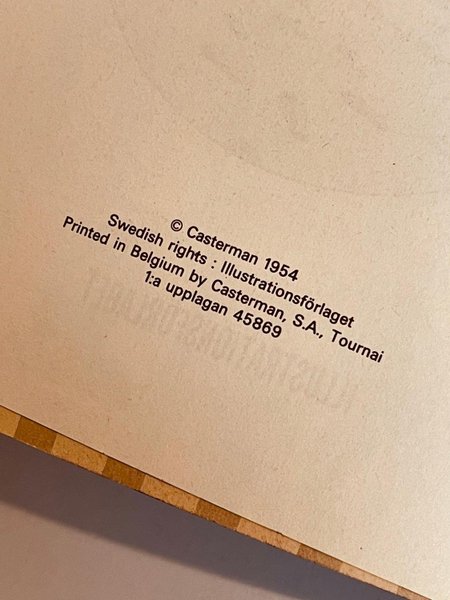 © Casterman 1954
Swedish rights : Illustrationsförlaget
Printed in Belgium by Casterman, S.A., Tournai
1:a upplagan 45869